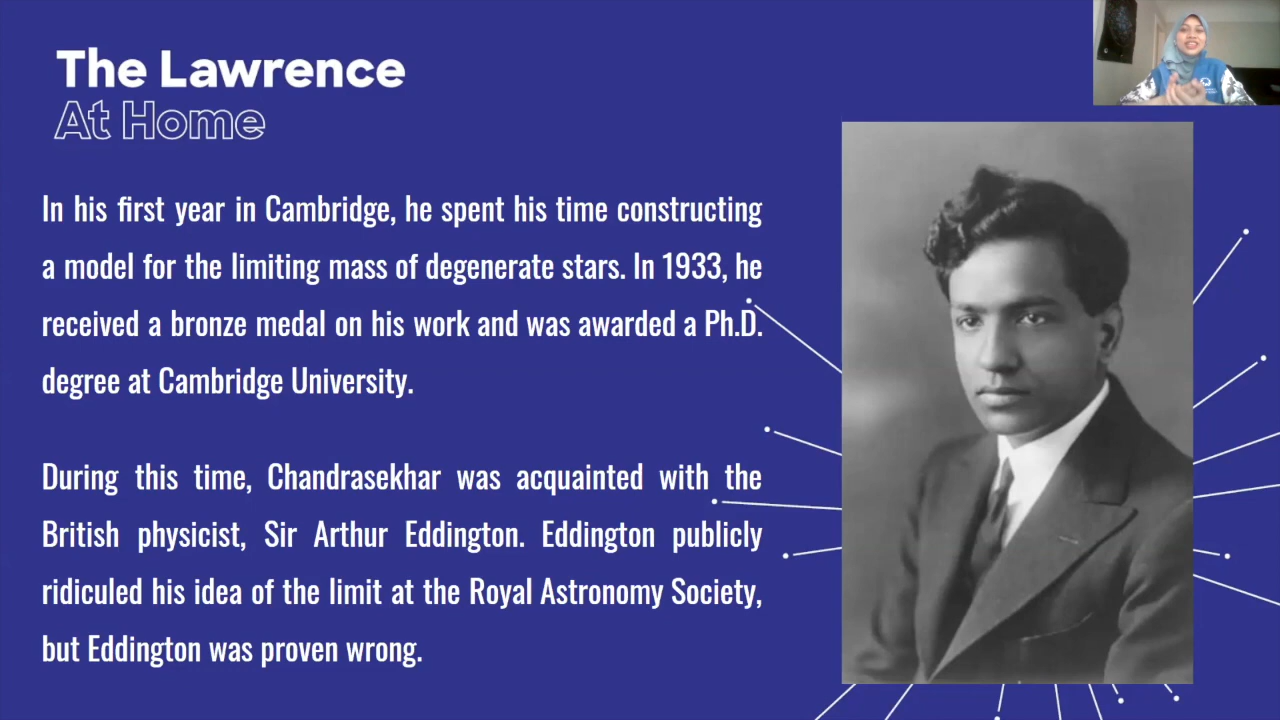 The Lawrence
At Home
In his first year in Cambridge, he spent his time constructing
a model for the limiting mass of degenerate stars. In 1933, he
received a bronze medal on his work and was awarded a Ph.D.
degree at Cambridge University.
During this time, Chandrasekhar was acquainted with the
British physicist, Sir Arthur Eddington. Eddington publicly
ridiculed his idea of the limit at the Royal Astronomy Society,
but Eddington was proven wrong.